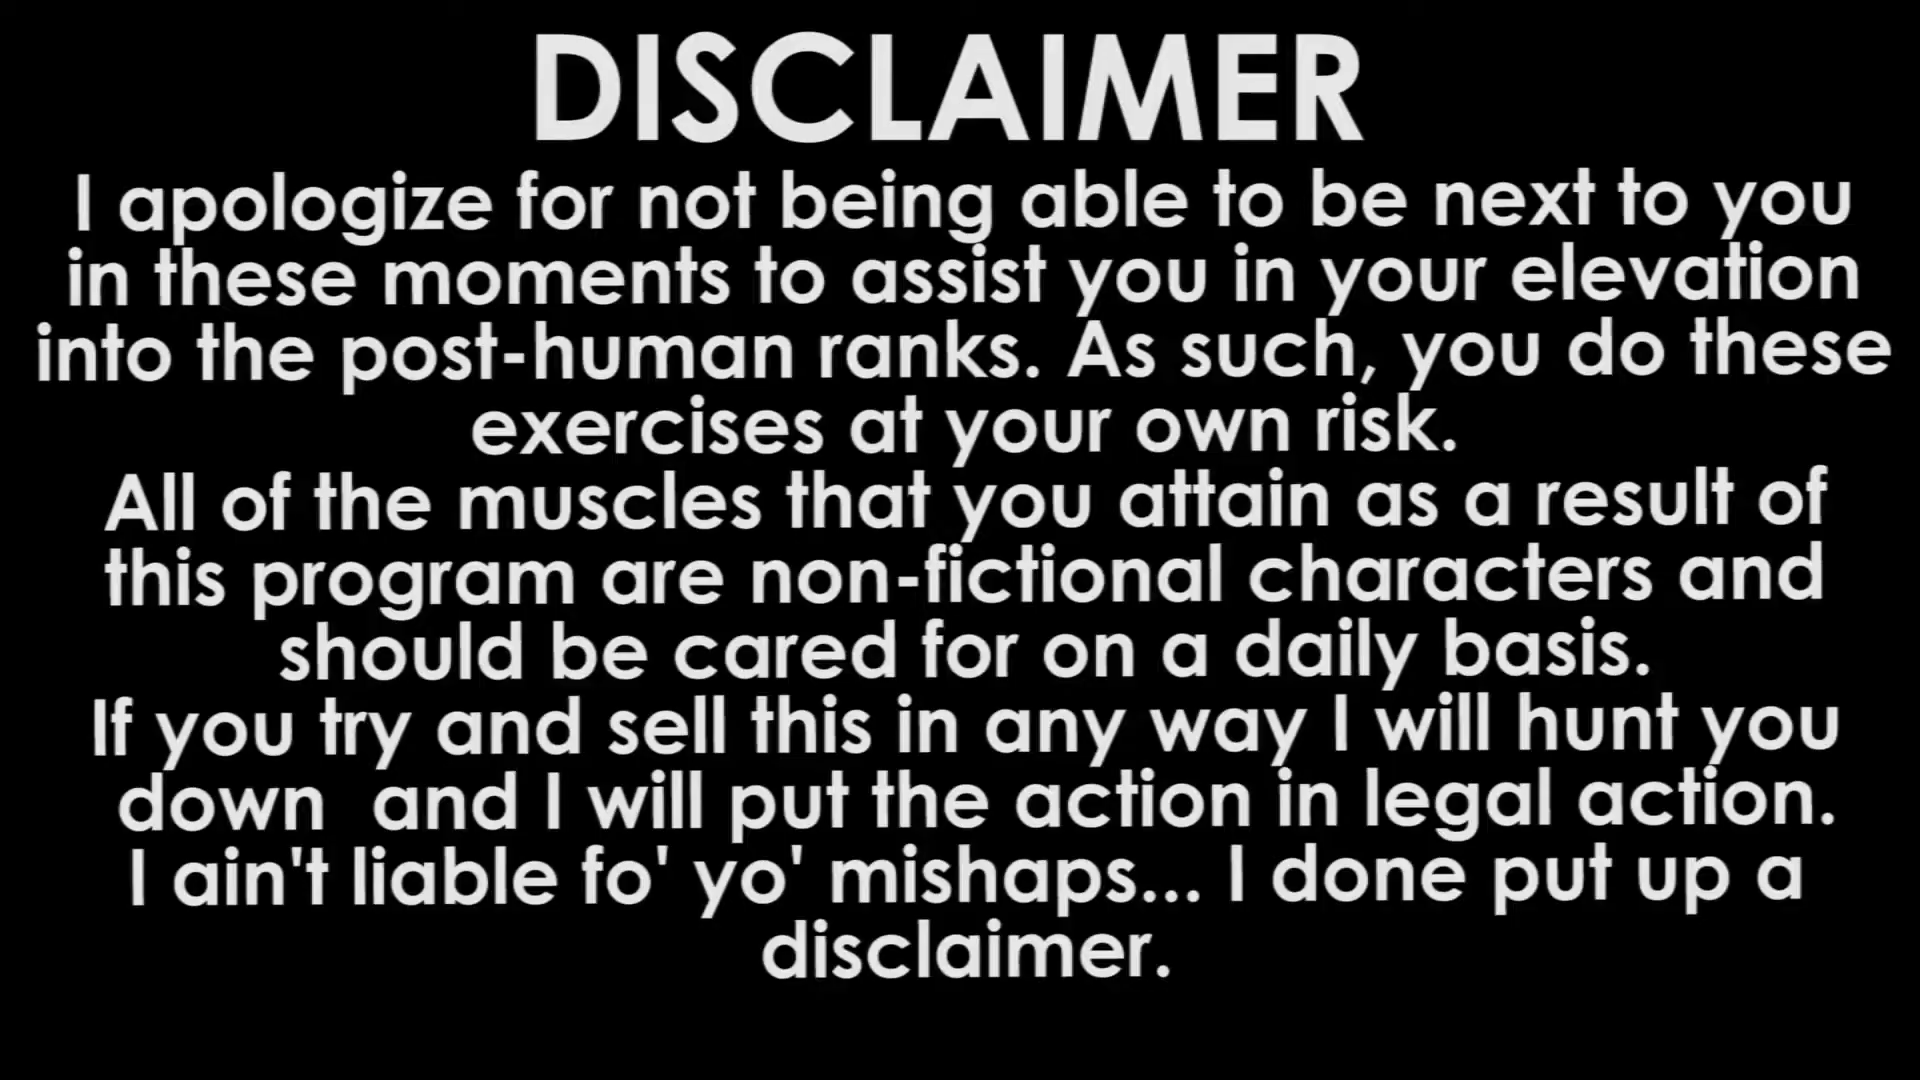 DISCLAIMER
I apologize for not being able to be next to you
in these moments to assist you in your elevation
into the post-human ranks. As such, you do these
exercises at your own risk.
All of the muscles that you attain as a result of
this program are non-fictional characters and
should be cared for on a daily basis.
If you try and sell this in any way I will hunt you
down  and I will put the action in legal action.
I ain't liable fo' yo' mishaps... I done put up a
disclaimer.